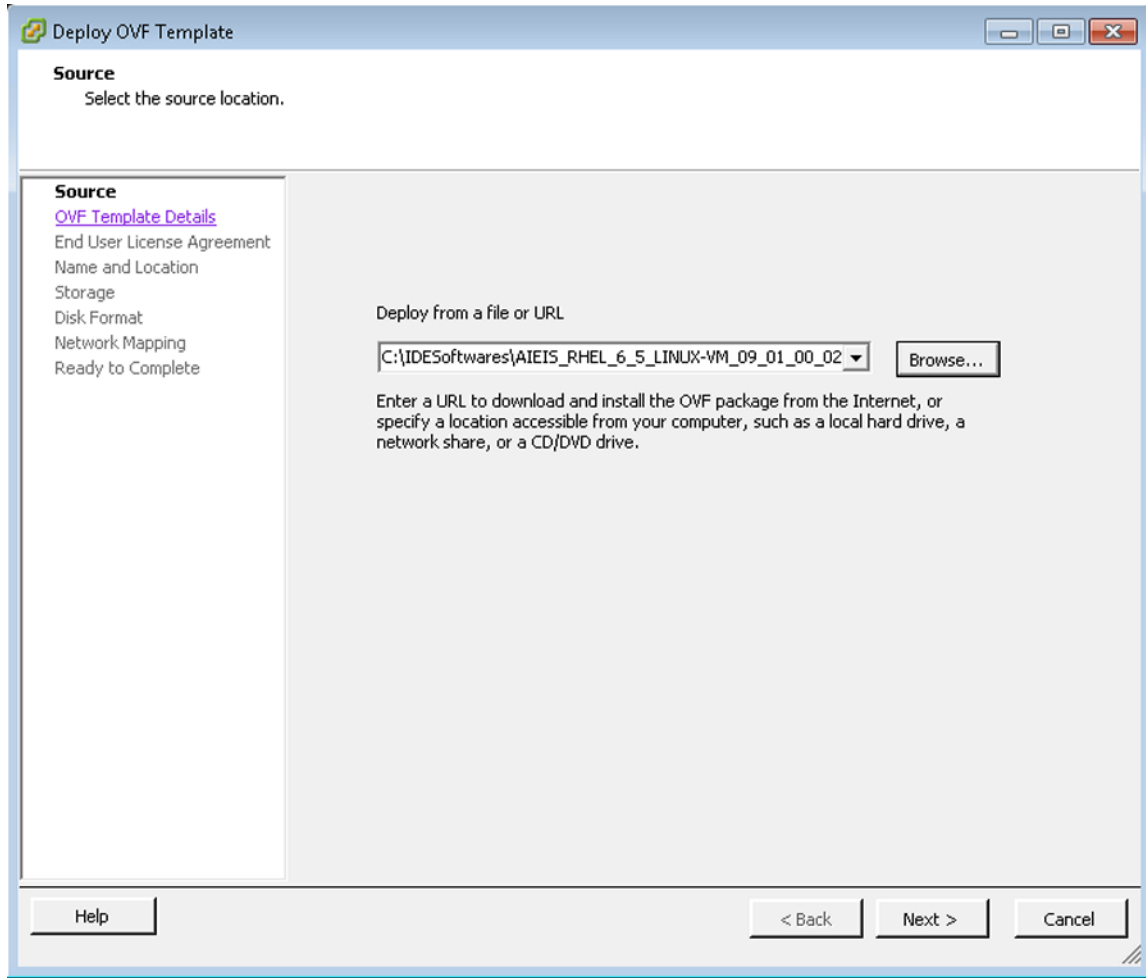 Deploy OVF Template
Source
Select the source location.
Source
OVF Template Details
End User License Agreement
Name and Location
Storage
Disk Format
Network Mapping
Ready to Complete
Deploy from a file or URL
C:\IDESoftwares\AIEIS_RHEL_6_5_LINUX-VM_09_01_00_02
Browse...
Enter a URL to download and install the OVF package from the Internet, or
specify a location accessible from your computer, such as a local hard drive, a
network share, or a CD/DVD drive.
Help
< Back
Next >
Cancel